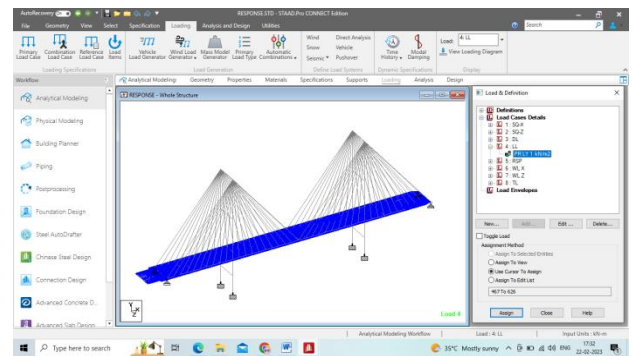 AutoRecovery
RESPONSE.STD - STAAD.Pro CONNECT Edition
File Geometry View Select Specification Loading Analysis and Design Utilities
Search
Primary Load Case
Combination Load Case
Reference Load Case
Load Items
Vehicle Load Generator
Wind Load Generator
Mass Model Generator
Primary Load Type
Automatic Combinations
Wind
Snow
Seismic
Direct Analysis
Vehicle
Pushover
Time History
Modal Damping
Load: 4: LL
View Loading Diagram
Loading Specifications
Load Generation
Define Load Systems
Dynamic Specifications
Display
Workflow
Analytical Modeling: Geometry Properties Materials Specifications Supports Loading Analysis Design
Analytical Modeling
Physical Modeling
Building Planner
Piping
Postprocessing
Foundation Design
Steel AutoDrafter
Chinese Steel Design
Connection Design
Advanced Concrete D...
Advanced Slab Design
RESPONSE - Whole Structure
Y
X
Z
Load 4
Load & Definition
Definitions
Load Cases Details
1 : SQ-X
2 : SQ-Z
3 : DL
4 : LL
5 : RSP
6 : WL X
7 : WL Z
8 : TL
Load Envelopes
New... Add... Edit... Delete...
Toggle Load
Assignment Method
Assign To Selected Entities
Assign To View
Use Cursor To Assign
Assign To Edit List
467 To 626
Assign Close Help
Analytical Modeling Workflow
Load : 4: LL
Input Units : kN-m
Type here to search
35°C Mostly sunny
ENG
17:32
22-02-2023